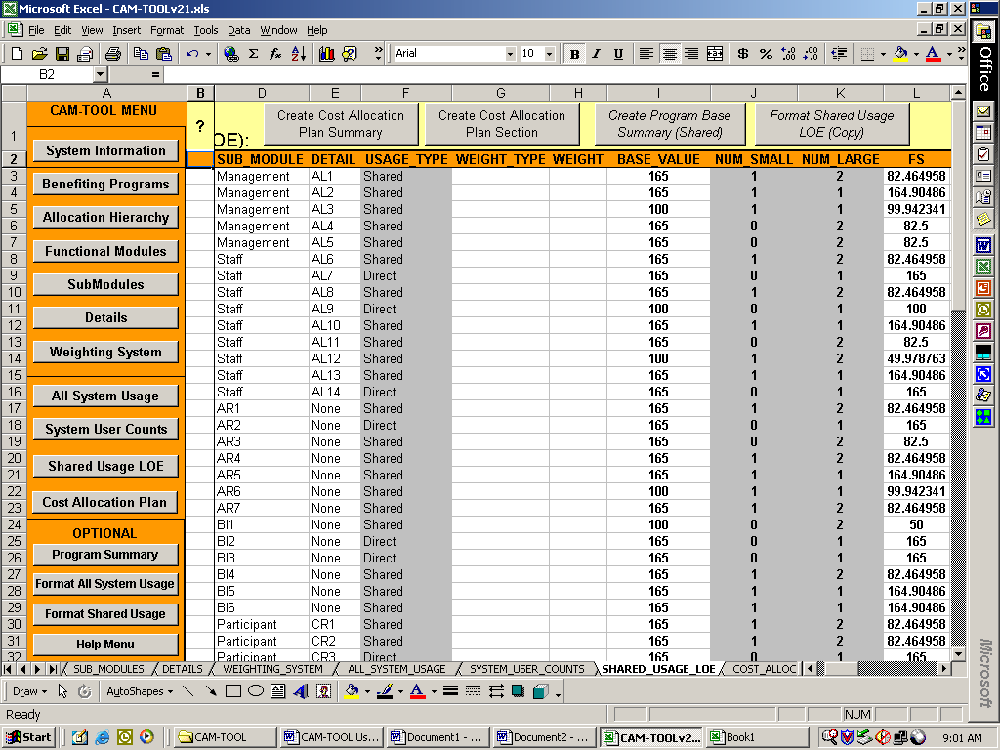 Microsoft Excel - CAM-TOOLv21.xls
File Edit View Insert Format Tools Data Window Help
Arial 10 B I U $ % , Office
B2 =
A B D E F G H I J K L
CAM-TOOL MENU
1 ? OE): Create Cost Allocation Plan Summary Create Cost Allocation Plan Section Create Program Base Summary (Shared) Format Shared Usage LOE (Copy)
System Information
Benefiting Programs
Allocation Hierarchy
Functional Modules
SubModules
Details
Weighting System
All System Usage
System User Counts
Shared Usage LOE
Cost Allocation Plan
OPTIONAL
Program Summary
Format All System Usage
Format Shared Usage
Help Menu
2 SUB_MODULE DETAIL USAGE_TYPE WEIGHT_TYPE WEIGHT BASE_VALUE NUM_SMALL NUM_LARGE FS
3 Management AL1 Shared 165 1 2 82.464958
4 Management AL2 Shared 165 1 1 164.90486
5 Management AL3 Shared 100 1 1 99.942341
6 Management AL4 Shared 165 0 2 82.5
7 Management AL5 Shared 165 0 2 82.5
8 Staff AL6 Shared 165 1 2 82.464958
9 Staff AL7 Direct 165 0 1 165
10 Staff AL8 Shared 165 1 2 82.464958
11 Staff AL9 Direct 100 0 1 100
12 Staff AL10 Shared 165 1 1 164.90486
13 Staff AL11 Shared 165 0 2 82.5
14 Staff AL12 Shared 100 1 2 49.978763
15 Staff AL13 Shared 165 1 1 164.90486
16 Staff AL14 Direct 165 0 1 165
17 AR1 None Shared 165 1 2 82.464958
18 AR2 None Direct 165 0 1 165
19 AR3 None Shared 165 0 2 82.5
20 AR4 None Shared 165 1 2 82.464958
21 AR5 None Shared 165 1 1 164.90486
22 AR6 None Shared 100 1 1 99.942341
23 AR7 None Shared 165 1 2 82.464958
24 BI1 None Shared 100 0 2 50
25 BI2 None Direct 165 0 1 165
26 BI3 None Direct 165 0 1 165
27 BI4 None Shared 165 1 2 82.464958
28 BI5 None Shared 165 1 1 164.90486
29 BI6 None Shared 165 1 1 164.90486
30 Participant CR1 Shared 165 1 2 82.464958
31 Participant CR2 Shared 165 1 2 82.464958
32 Participant CR3 Direct 165 0 1 165
Microsoft
SUB_MODULES DETAILS WEIGHTING_SYSTEM ALL_SYSTEM_USAGE SYSTEM_USER_COUNTS SHARED_USAGE_LOE COST_ALLOC
Draw AutoShapes A
Ready NUM
Start CAM-TOOL CAM-TOOL Us... Document1 - ... Document2 - ... CAM-TOOLv2... Book1 9:01 AM